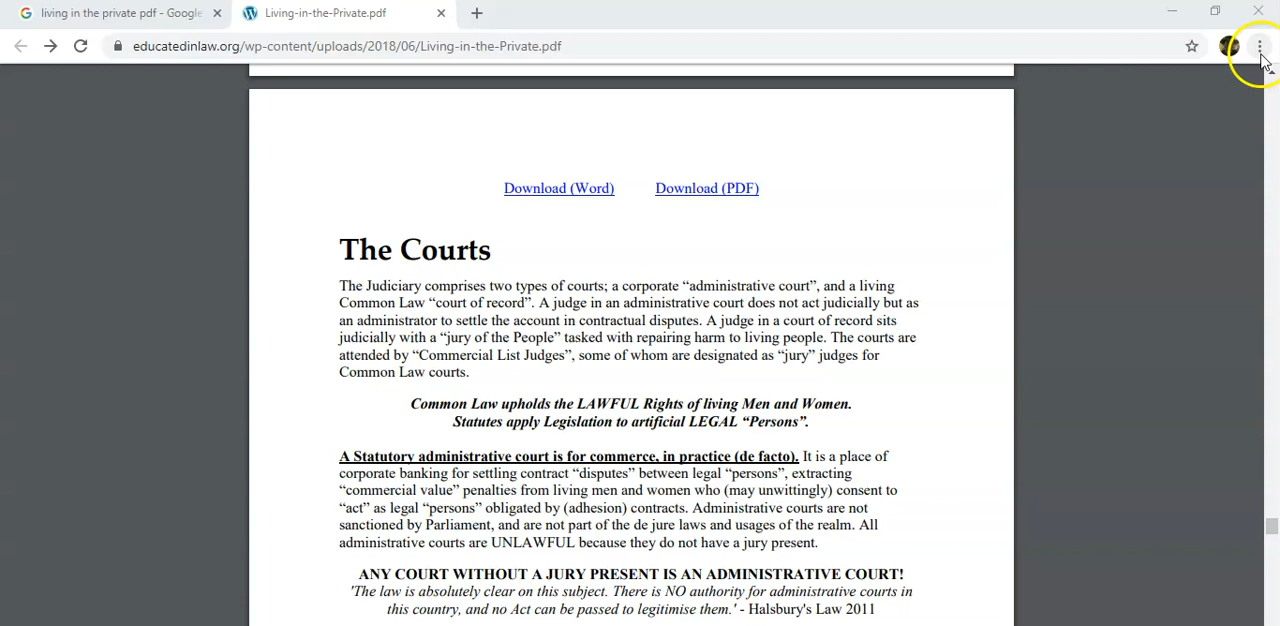 living in the private pdf - Google
Living-in-the-Private.pdf
educatedinlaw.org/wp-content/uploads/2018/06/Living-in-the-Private.pdf
Download (Word) Download (PDF)
The Courts
The Judiciary comprises two types of courts; a corporate “administrative court”, and a living
Common Law “court of record”. A judge in an administrative court does not act judicially but as
an administrator to settle the account in contractual disputes. A judge in a court of record sits
judicially with a “jury of the People” tasked with repairing harm to living people. The courts are
attended by “Commercial List Judges”, some of whom are designated as “jury” judges for
Common Law courts.
Common Law upholds the LAWFUL Rights of living Men and Women.
Statutes apply Legislation to artificial LEGAL “Persons”.
A Statutory administrative court is for commerce, in practice (de facto). It is a place of
corporate banking for settling contract “disputes” between legal “persons”, extracting
“commercial value” penalties from living men and women who (may unwittingly) consent to
“act” as legal “persons” obligated by (adhesion) contracts. Administrative courts are not
sanctioned by Parliament, and are not part of the de jure laws and usages of the realm. All
administrative courts are UNLAWFUL because they do not have a jury present.
ANY COURT WITHOUT A JURY PRESENT IS AN ADMINISTRATIVE COURT!
'The law is absolutely clear on this subject. There is NO authority for administrative courts in
this country, and no Act can be passed to legitimise them.' - Halsbury's Law 2011